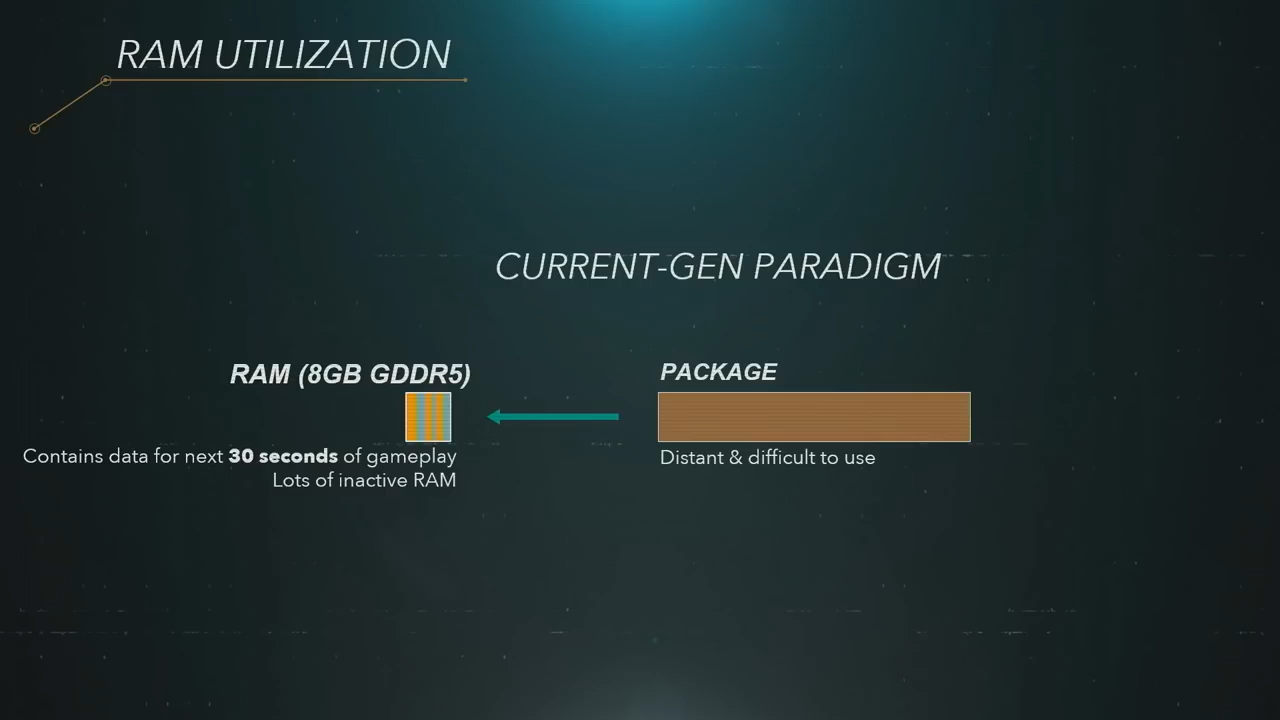 RAM UTILIZATION
CURRENT-GEN PARADIGM
RAM (8GB GDDR5)
Contains data for next 30 seconds of gameplay
Lots of inactive RAM
PACKAGE
Distant & difficult to use